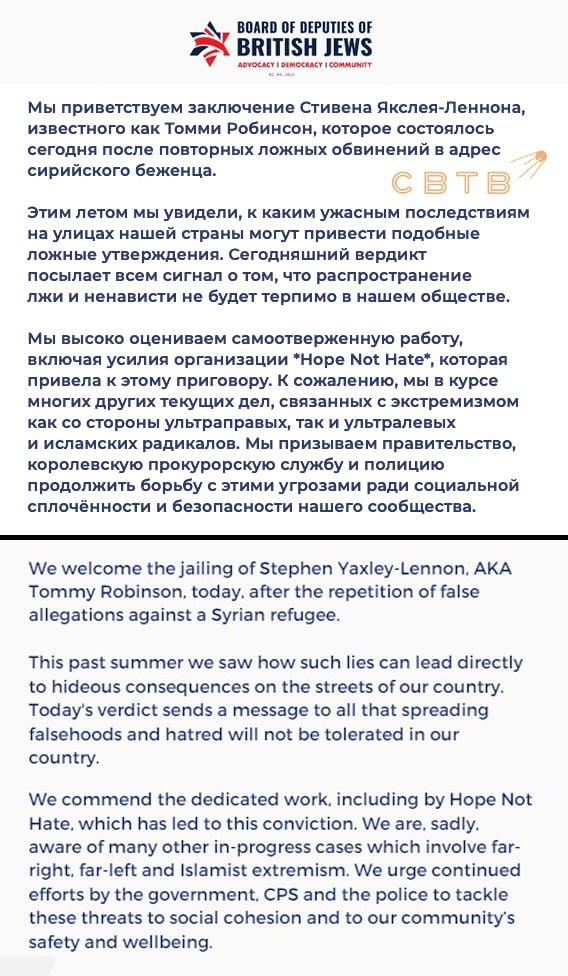 BOARD OF DEPUTIES OF
BRITISH JEWS
ADVOCACY | DEMOCRACY | COMMUNITY
Мы приветствуем заключение Стивена Якслея-Леннона,
известного как Томми Робинсон, которое состоялось
сегодня после повторных ложных обвинений в адрес
сирийского беженца.
СВТВ
Этим летом мы увидели, к каким ужасным последствиям
на улицах нашей страны могут привести подобные
ложные утверждения. Сегодняшний вердикт
посылает всем сигнал о том, что распространение
лжи и ненависти не будет терпимо в нашем обществе.
Мы высоко оцениваем самоотверженную работу,
включая усилия организации *Hope Not Hate*, которая
привела к этому приговору. К сожалению, мы в курсе
многих других текущих дел, связанных с экстремизмом
как со стороны ультраправых, так и ультралевых
и исламских радикалов. Мы призываем правительство,
королевскую прокурорскую службу и полицию
продолжить борьбу с этими угрозами ради социальной
сплочённости и безопасности нашего сообщества.
We welcome the jailing of Stephen Yaxley-Lennon, AKA
Tommy Robinson, today, after the repetition of false
allegations against a Syrian refugee.
This past summer we saw how such lies can lead directly
to hideous consequences on the streets of our country.
Today's verdict sends a message to all that spreading
falsehoods and hatred will not be tolerated in our
country.
We commend the dedicated work, including by Hope Not
Hate, which has led to this conviction. We are, sadly,
aware of many other in-progress cases which involve far-
right, far-left and Islamist extremism. We urge continued
efforts by the government, CPS and the police to tackle
these threats to social cohesion and to our community's
safety and wellbeing.